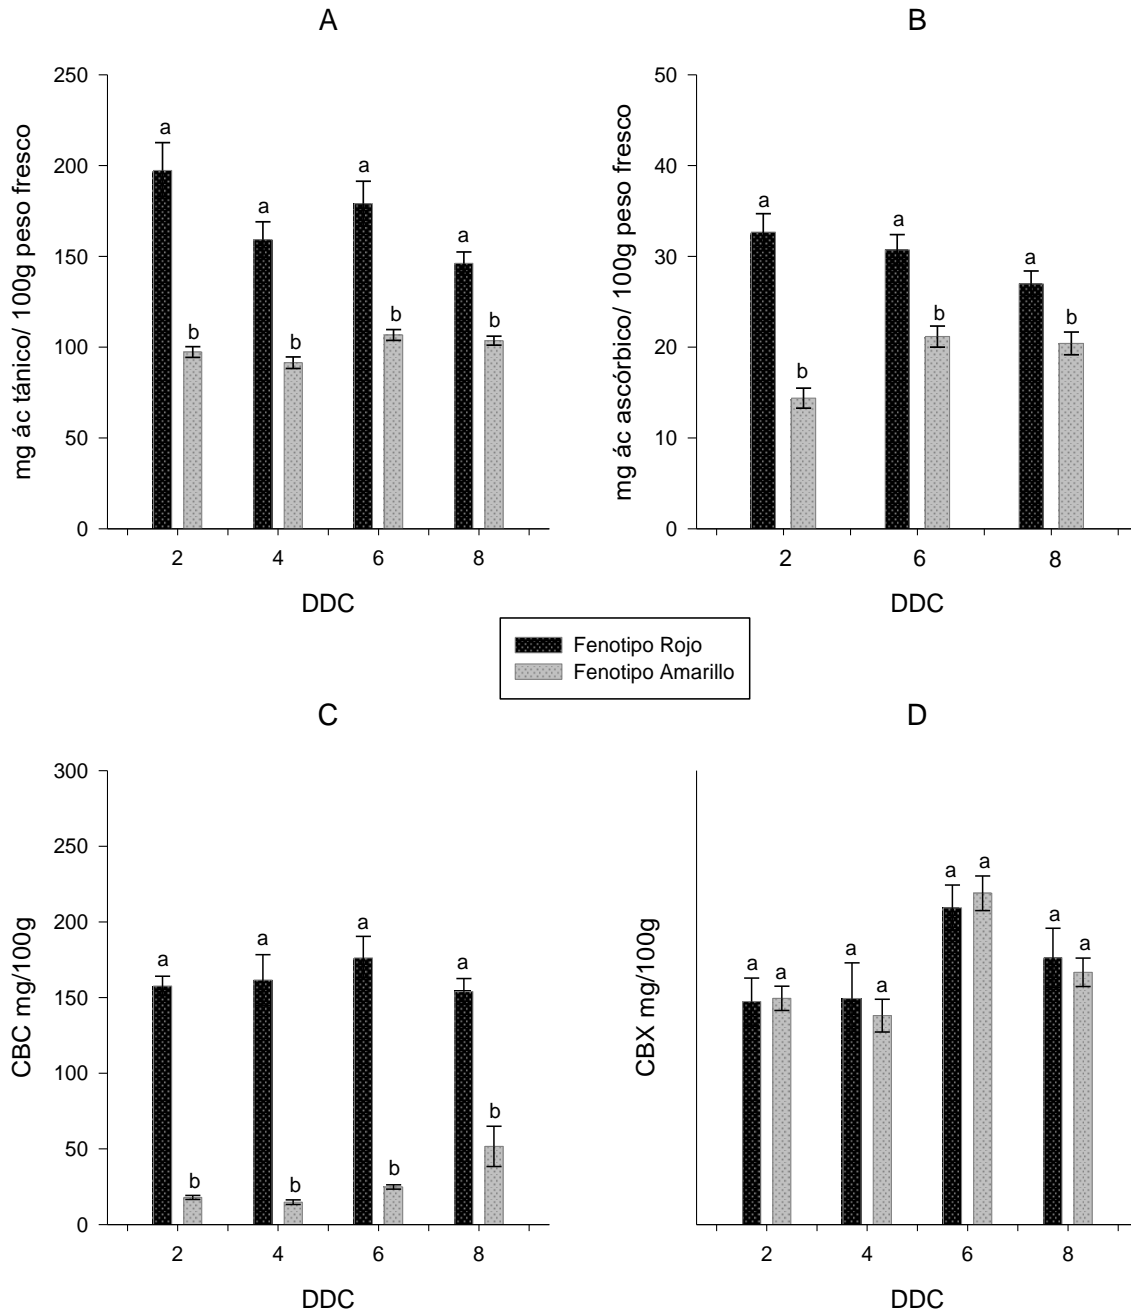 A
mg ác tánico/ 100g peso fresco
250
200
150
100
50
0
a
b
a
b
a
b
a
b
2 4 6 8
DDC
B
mg ác ascórbico/ 100g peso fresco
50
40
30
20
10
0
a
b
a
b
a
b
2 6 8
DDC
Fenotipo Rojo
Fenotipo Amarillo
C
CBC mg/100g
300
250
200
150
100
50
0
a
b
a
b
a
b
a
b
2 4 6 8
DDC
D
CBX mg/100g
a
a
a
a
a
a
a
a
2 4 6 8
DDC